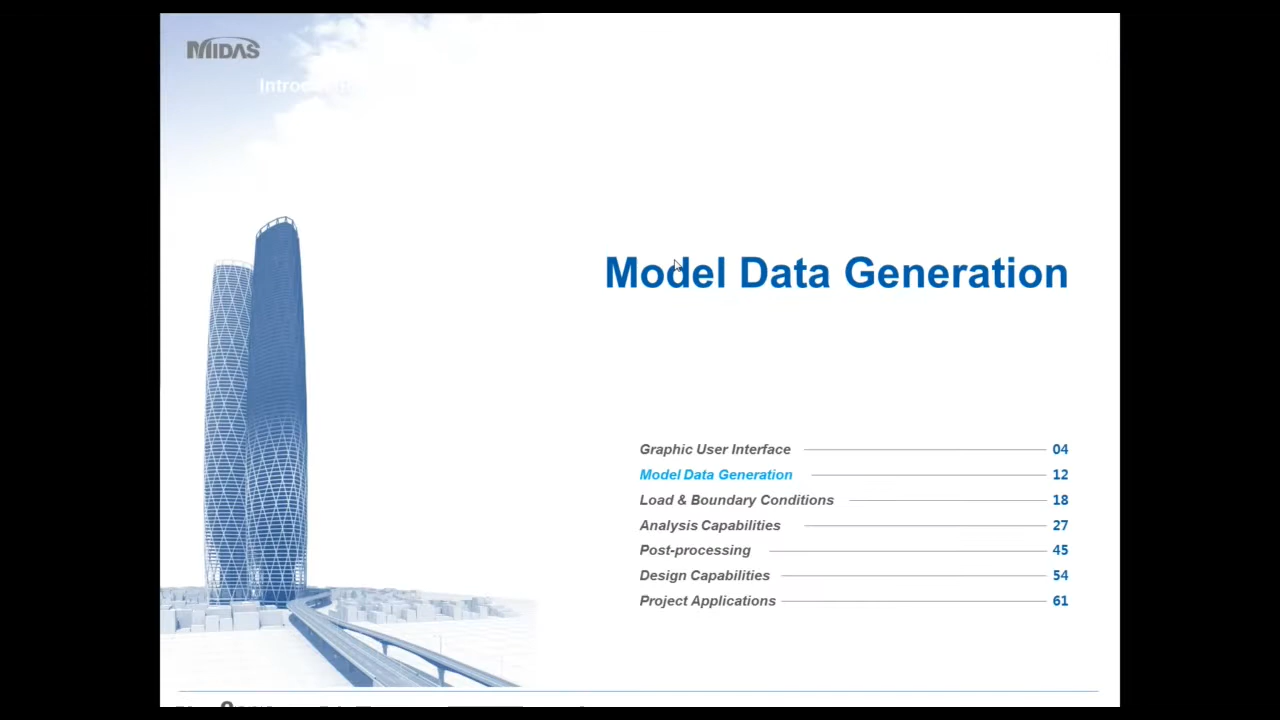 MIDAS
Model Data Generation
Graphic User Interface 04
Model Data Generation 12
Load & Boundary Conditions 18
Analysis Capabilities 27
Post-processing 45
Design Capabilities 54
Project Applications 61